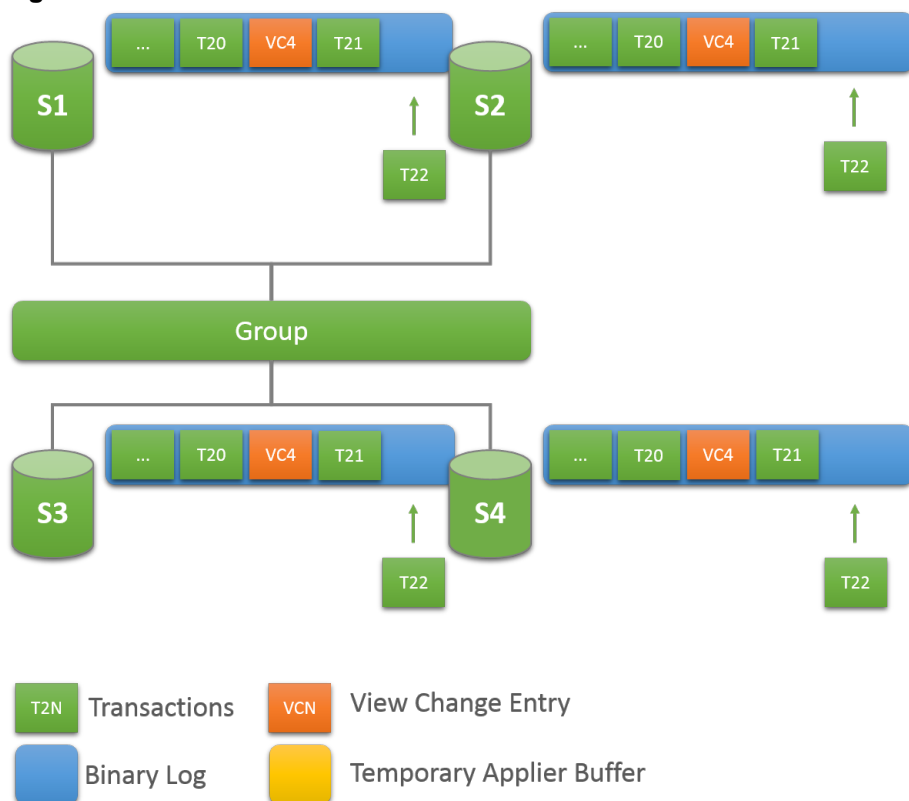 ... T20 VC4 T21
... T20 VC4 T21
S1
S2
T22
T22
Group
... T20 VC4 T21
... T20 VC4 T21
S3
S4
T22
T22
T2N Transactions
VCN View Change Entry
Binary Log
Temporary Applier Buffer